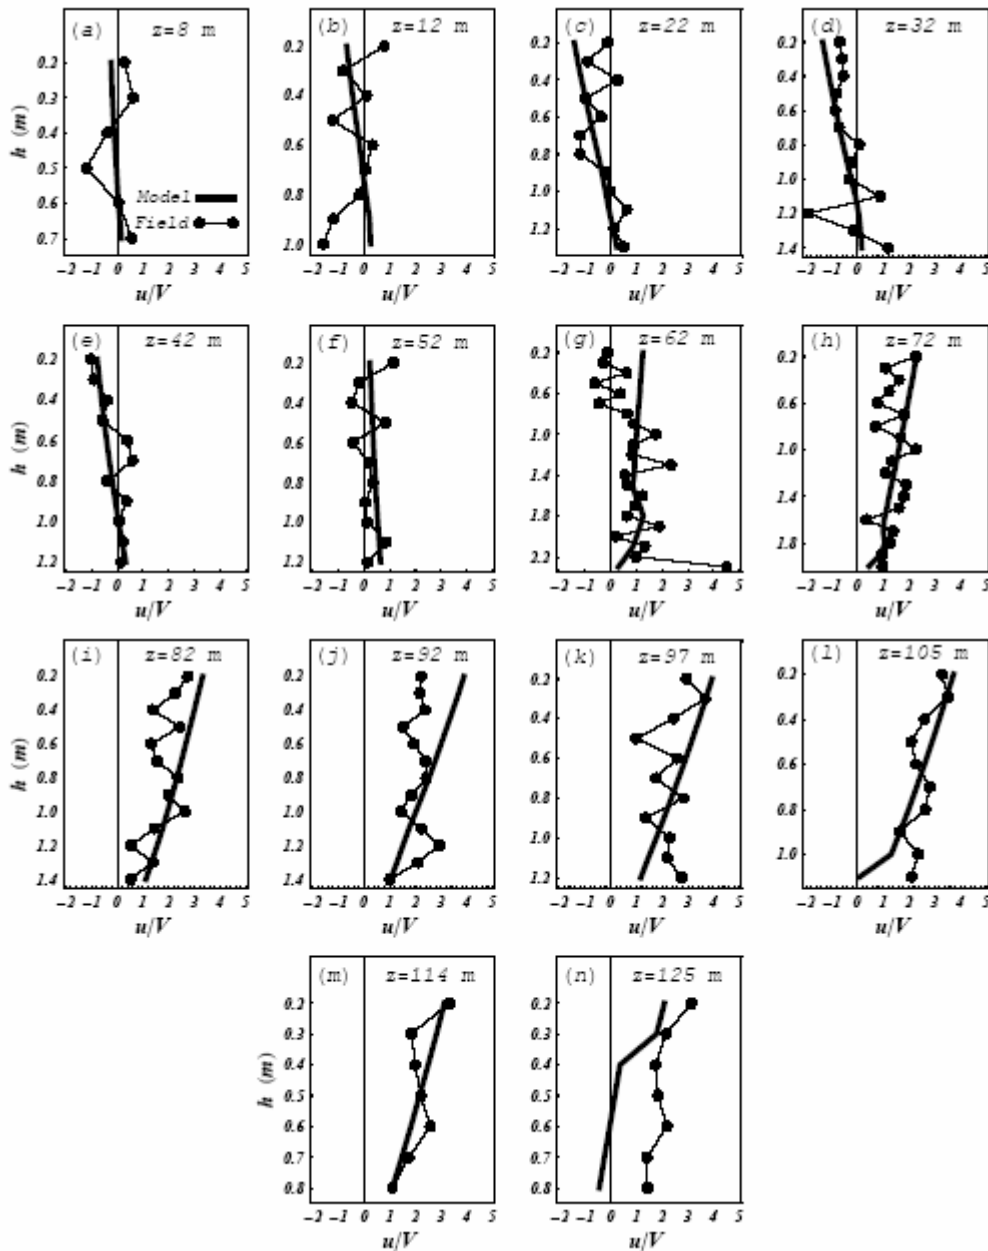 (a) z=8 m
0.2
0.3
0.4
0.5
0.6
0.7
h (m)
Model
Field
-2 -1 0 1 2 3 4 5
u/V
(b) z=12 m
0.2
0.4
0.6
0.8
1.0
-2 -1 0 1 2 3 4 5
u/V
(c) z=22 m
0.2
0.4
0.6
0.8
1.0
1.2
-2 -1 0 1 2 3 4 5
u/V
(d) z=32 m
0.2
0.4
0.6
0.8
1.0
1.2
1.4
-2 -1 0 1 2 3 4 5
u/V
(e) z=42 m
0.2
0.4
0.6
0.8
1.0
1.2
h (m)
-2 -1 0 1 2 3 4 5
u/V
(f) z=52 m
0.2
0.4
0.6
0.8
1.0
1.2
-2 -1 0 1 2 3 4 5
u/V
(g) z=62 m
0.2
0.6
1.0
1.4
1.8
2.2
-2 -1 0 1 2 3 4 5
u/V
(h) z=72 m
0.2
0.6
1.0
1.4
1.8
-2 -1 0 1 2 3 4 5
u/V
(i) z=82 m
0.2
0.4
0.6
0.8
1.0
1.2
1.4
h (m)
-2 -1 0 1 2 3 4 5
u/V
(j) z=92 m
0.2
0.4
0.6
0.8
1.0
1.2
1.4
-2 -1 0 1 2 3 4 5
u/V
(k) z=97 m
0.2
0.4
0.6
0.8
1.0
1.2
-2 -1 0 1 2 3 4 5
u/V
(l) z=105 m
0.2
0.4
0.6
0.8
1.0
-2 -1 0 1 2 3 4 5
u/V
(m) z=114 m
0.2
0.3
0.4
0.5
0.6
0.7
0.8
h (m)
-2 -1 0 1 2 3 4 5
u/V
(n) z=125 m
0.2
0.3
0.4
0.5
0.6
0.7
0.8
-2 -1 0 1 2 3 4 5
u/V